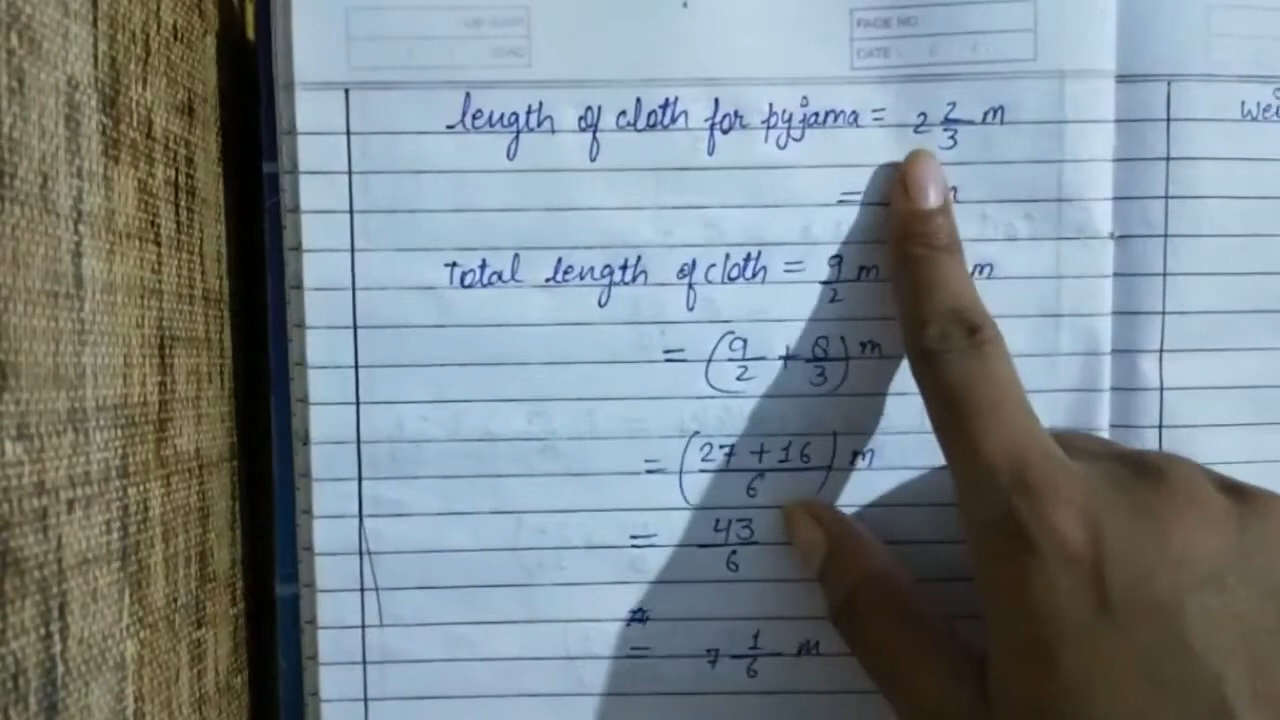 PAGE NO
DATE :
length of cloth for pyjama = 2 2/3 m
=
Total length of cloth = 9/2 m m
= (9/2 + 8/3) m
= (27 + 16 / 6) m
= 43/6
= 7 1/6 m